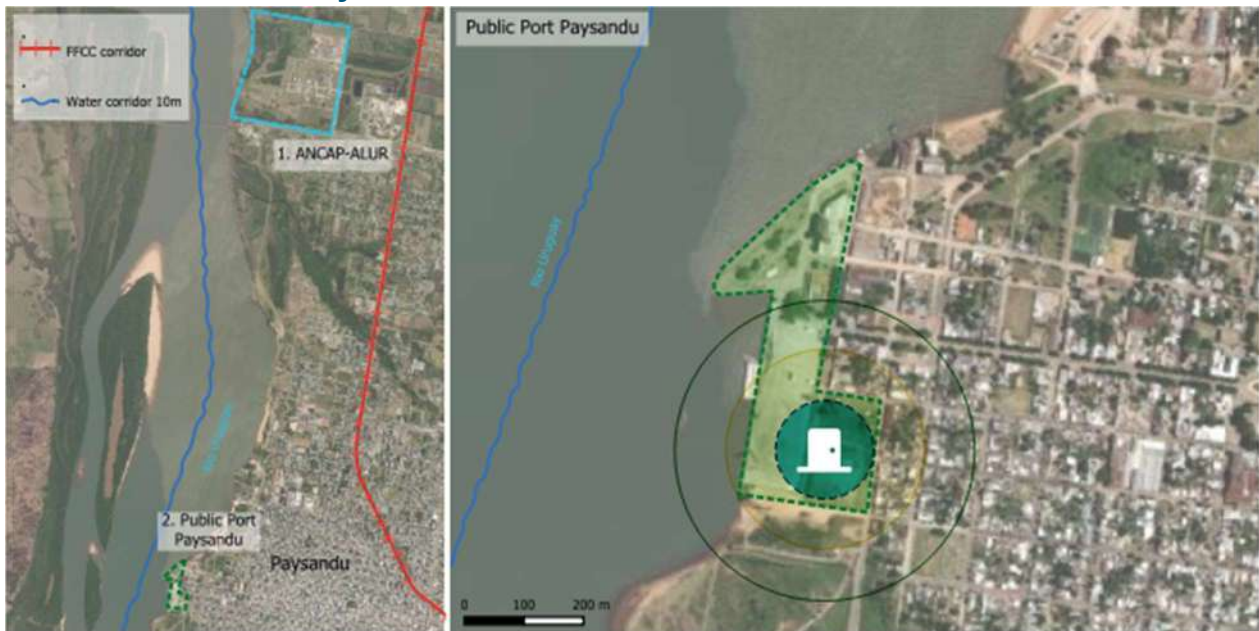 FFCC corridor
Water corridor 10m
1. ANCAP-ALUR
2. Public Port
Paysandu
Paysandu
Public Port Paysandu
Rio Uruguay
0 100 200 m